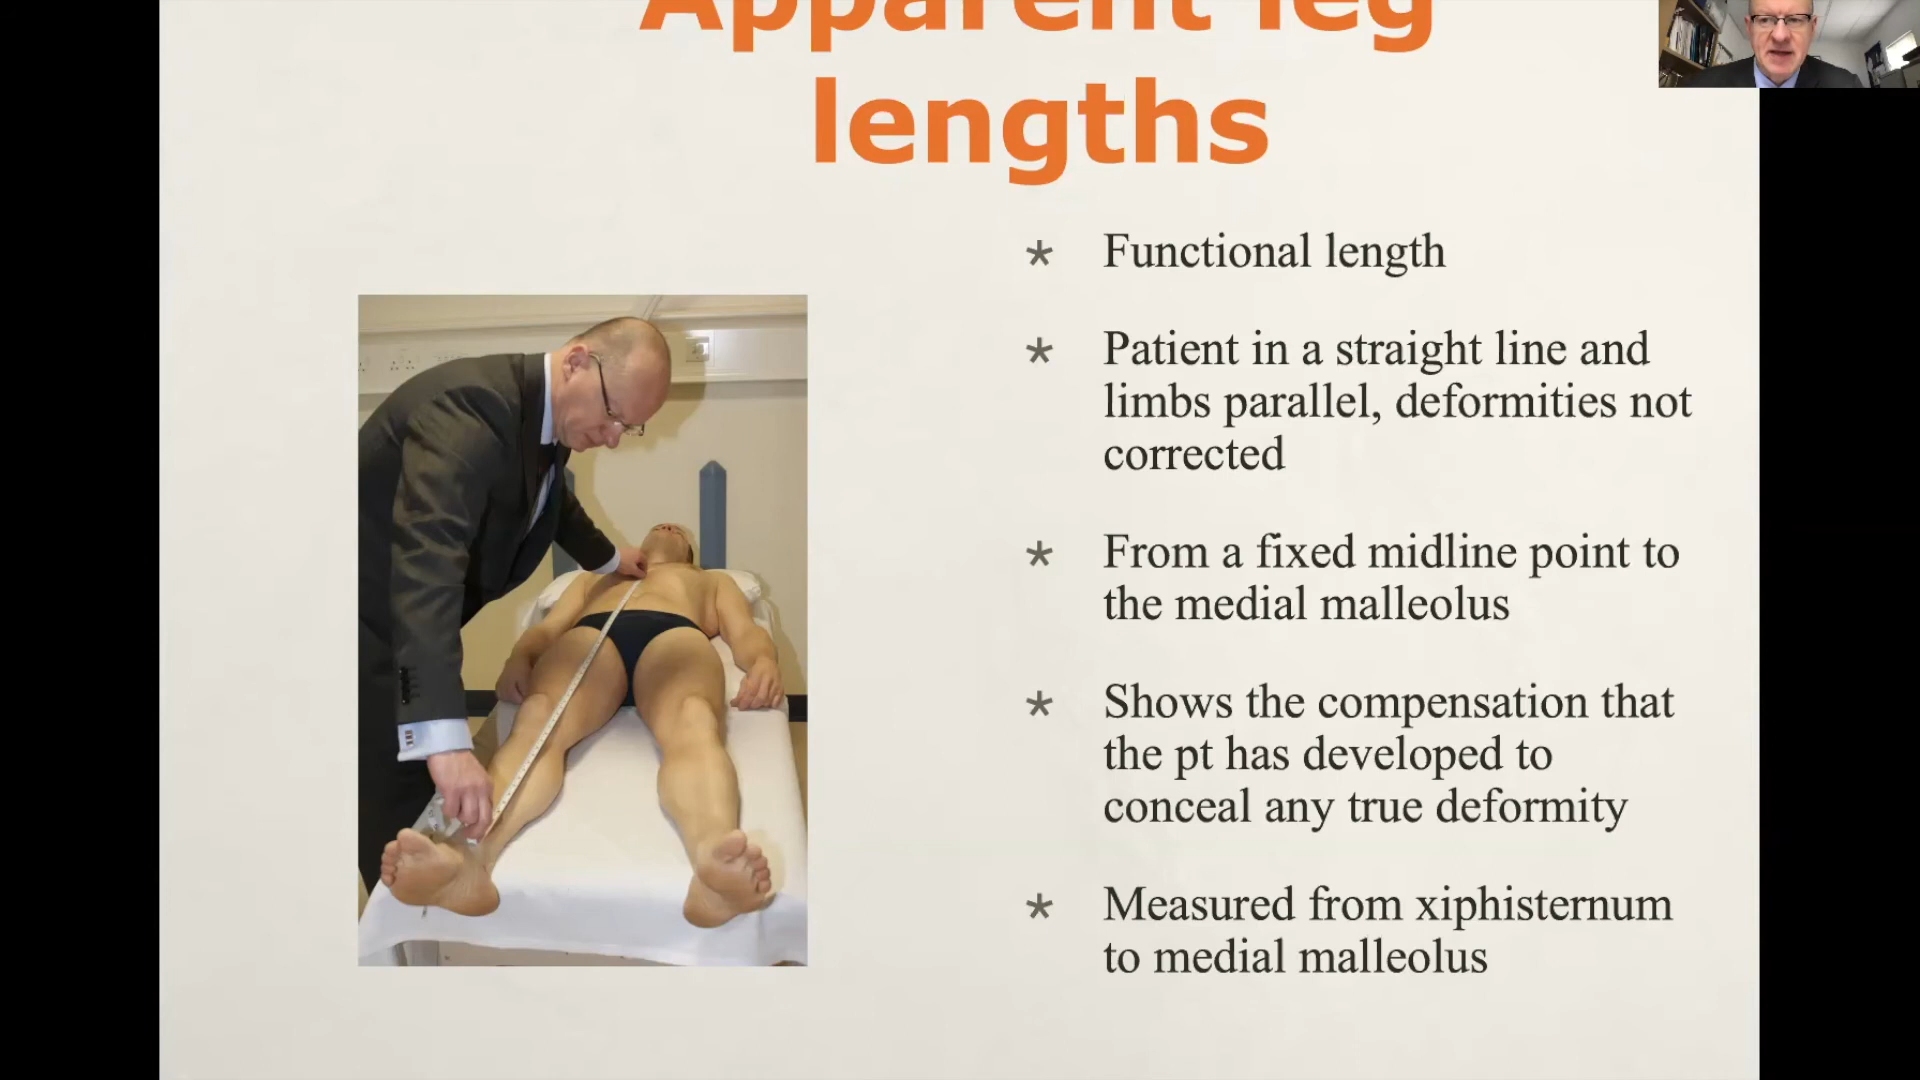 Apparent leg
lengths
* Functional length
* Patient in a straight line and
limbs parallel, deformities not
corrected
* From a fixed midline point to
the medial malleolus
* Shows the compensation that
the pt has developed to
conceal any true deformity
* Measured from xiphisternum
to medial malleolus